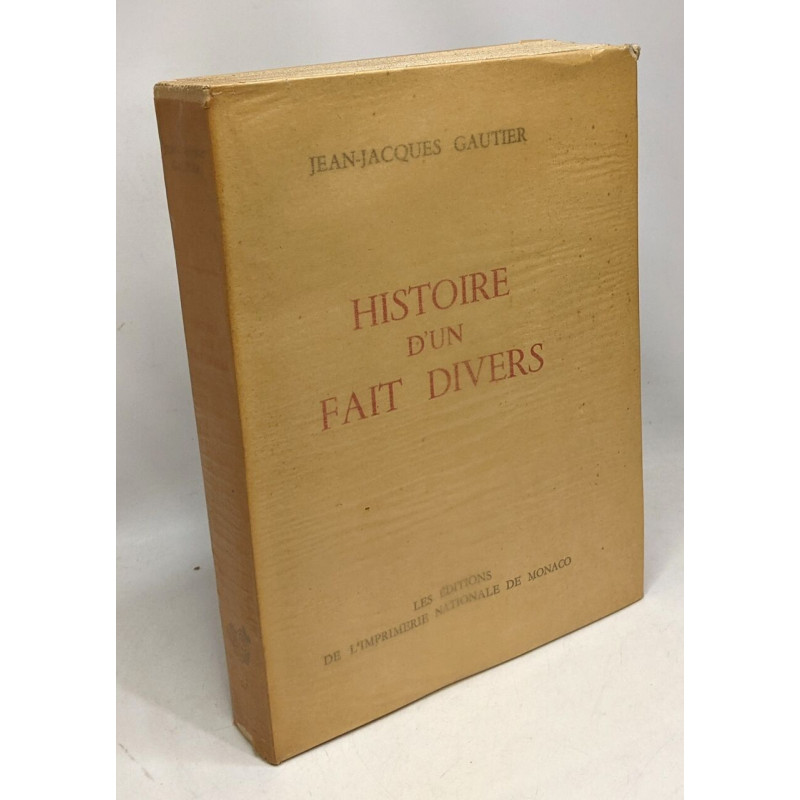 JEAN-JACQUES GAUTIER
HISTOIRE
D'UN
FAIT DIVERS
LES ÉDITIONS
DE L'IMPRIMERIE NATIONALE DE MONACO